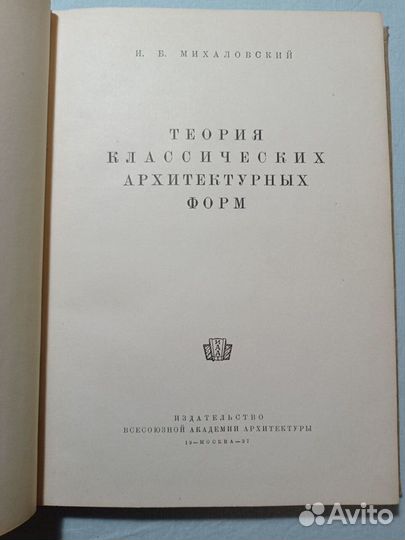 И. Б. МИХАЛОВСКИЙ
ТЕОРИЯ
КЛАССИЧЕСКИХ
АРХИТЕКТУРНЫХ
ФОРМ
ИЗДАТЕЛЬСТВО
ВСЕСОЮЗНОЙ АКАДЕМИИ АРХИТЕКТУРЫ
19—МОСКВА—37
Avito